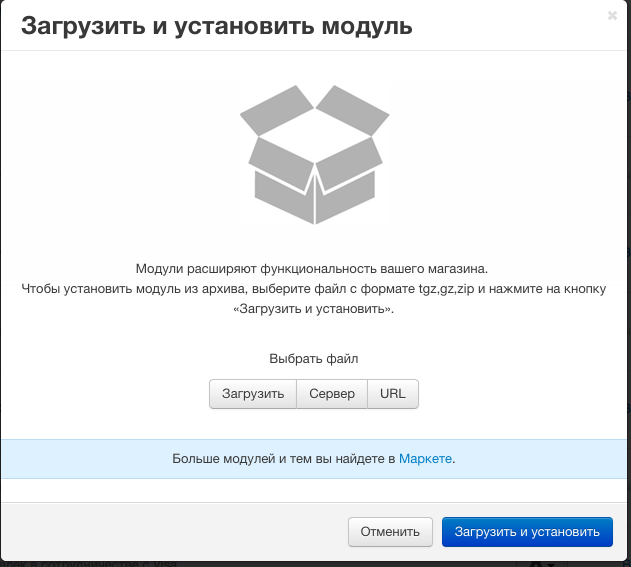 Загрузить и установить модуль
Модули расширяют функциональность вашего магазина.
Чтобы установить модуль из архива, выберите файл с формате tgz,gz,zip и нажмите на кнопку
«Загрузить и установить».
Выбрать файл
Загрузить Сервер URL
Больше модулей и тем вы найдете в Маркете.
Отменить Загрузить и установить